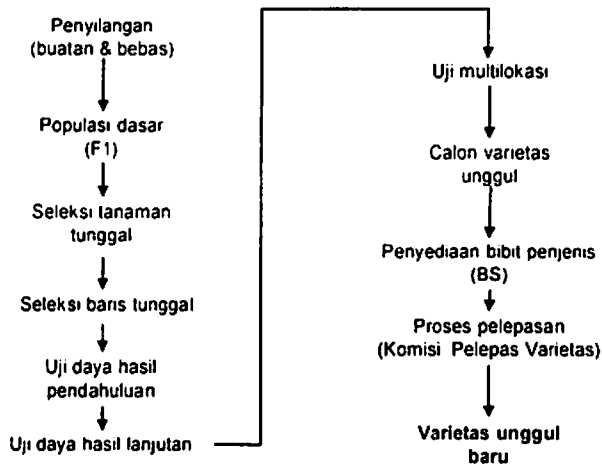 Penyilangan
(buatan & bebas)
Populasi dasar
(F1)
Seleksi tanaman
tunggal
Seleksi baris tunggal
Uji daya hasil
pendahuluan
Uji daya hasil lanjutan
Uji multilokasi
Calon varietas
unggul
Penyediaan bibit penjenis
(BS)
Proses pelepasan
(Komisi Pelepas Varietas)
Varietas unggul
baru